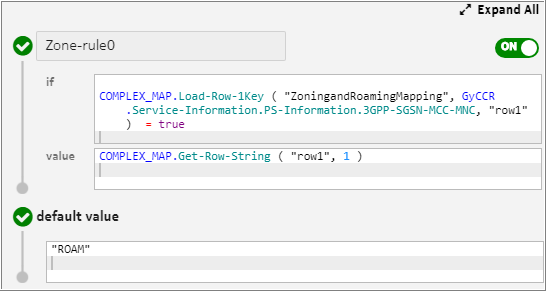 Expand All
Zone-rule0
ON
if
COMPLEX_MAP.Load-Row-1Key ( "ZoningandRoamingMapping", GyCCR
.Service-Information.PS-Information.3GPP-SGSN-MCC-MNC, "row1"
) = true
value
COMPLEX_MAP.Get-Row-String ( "row1", 1 )
default value
"ROAM"